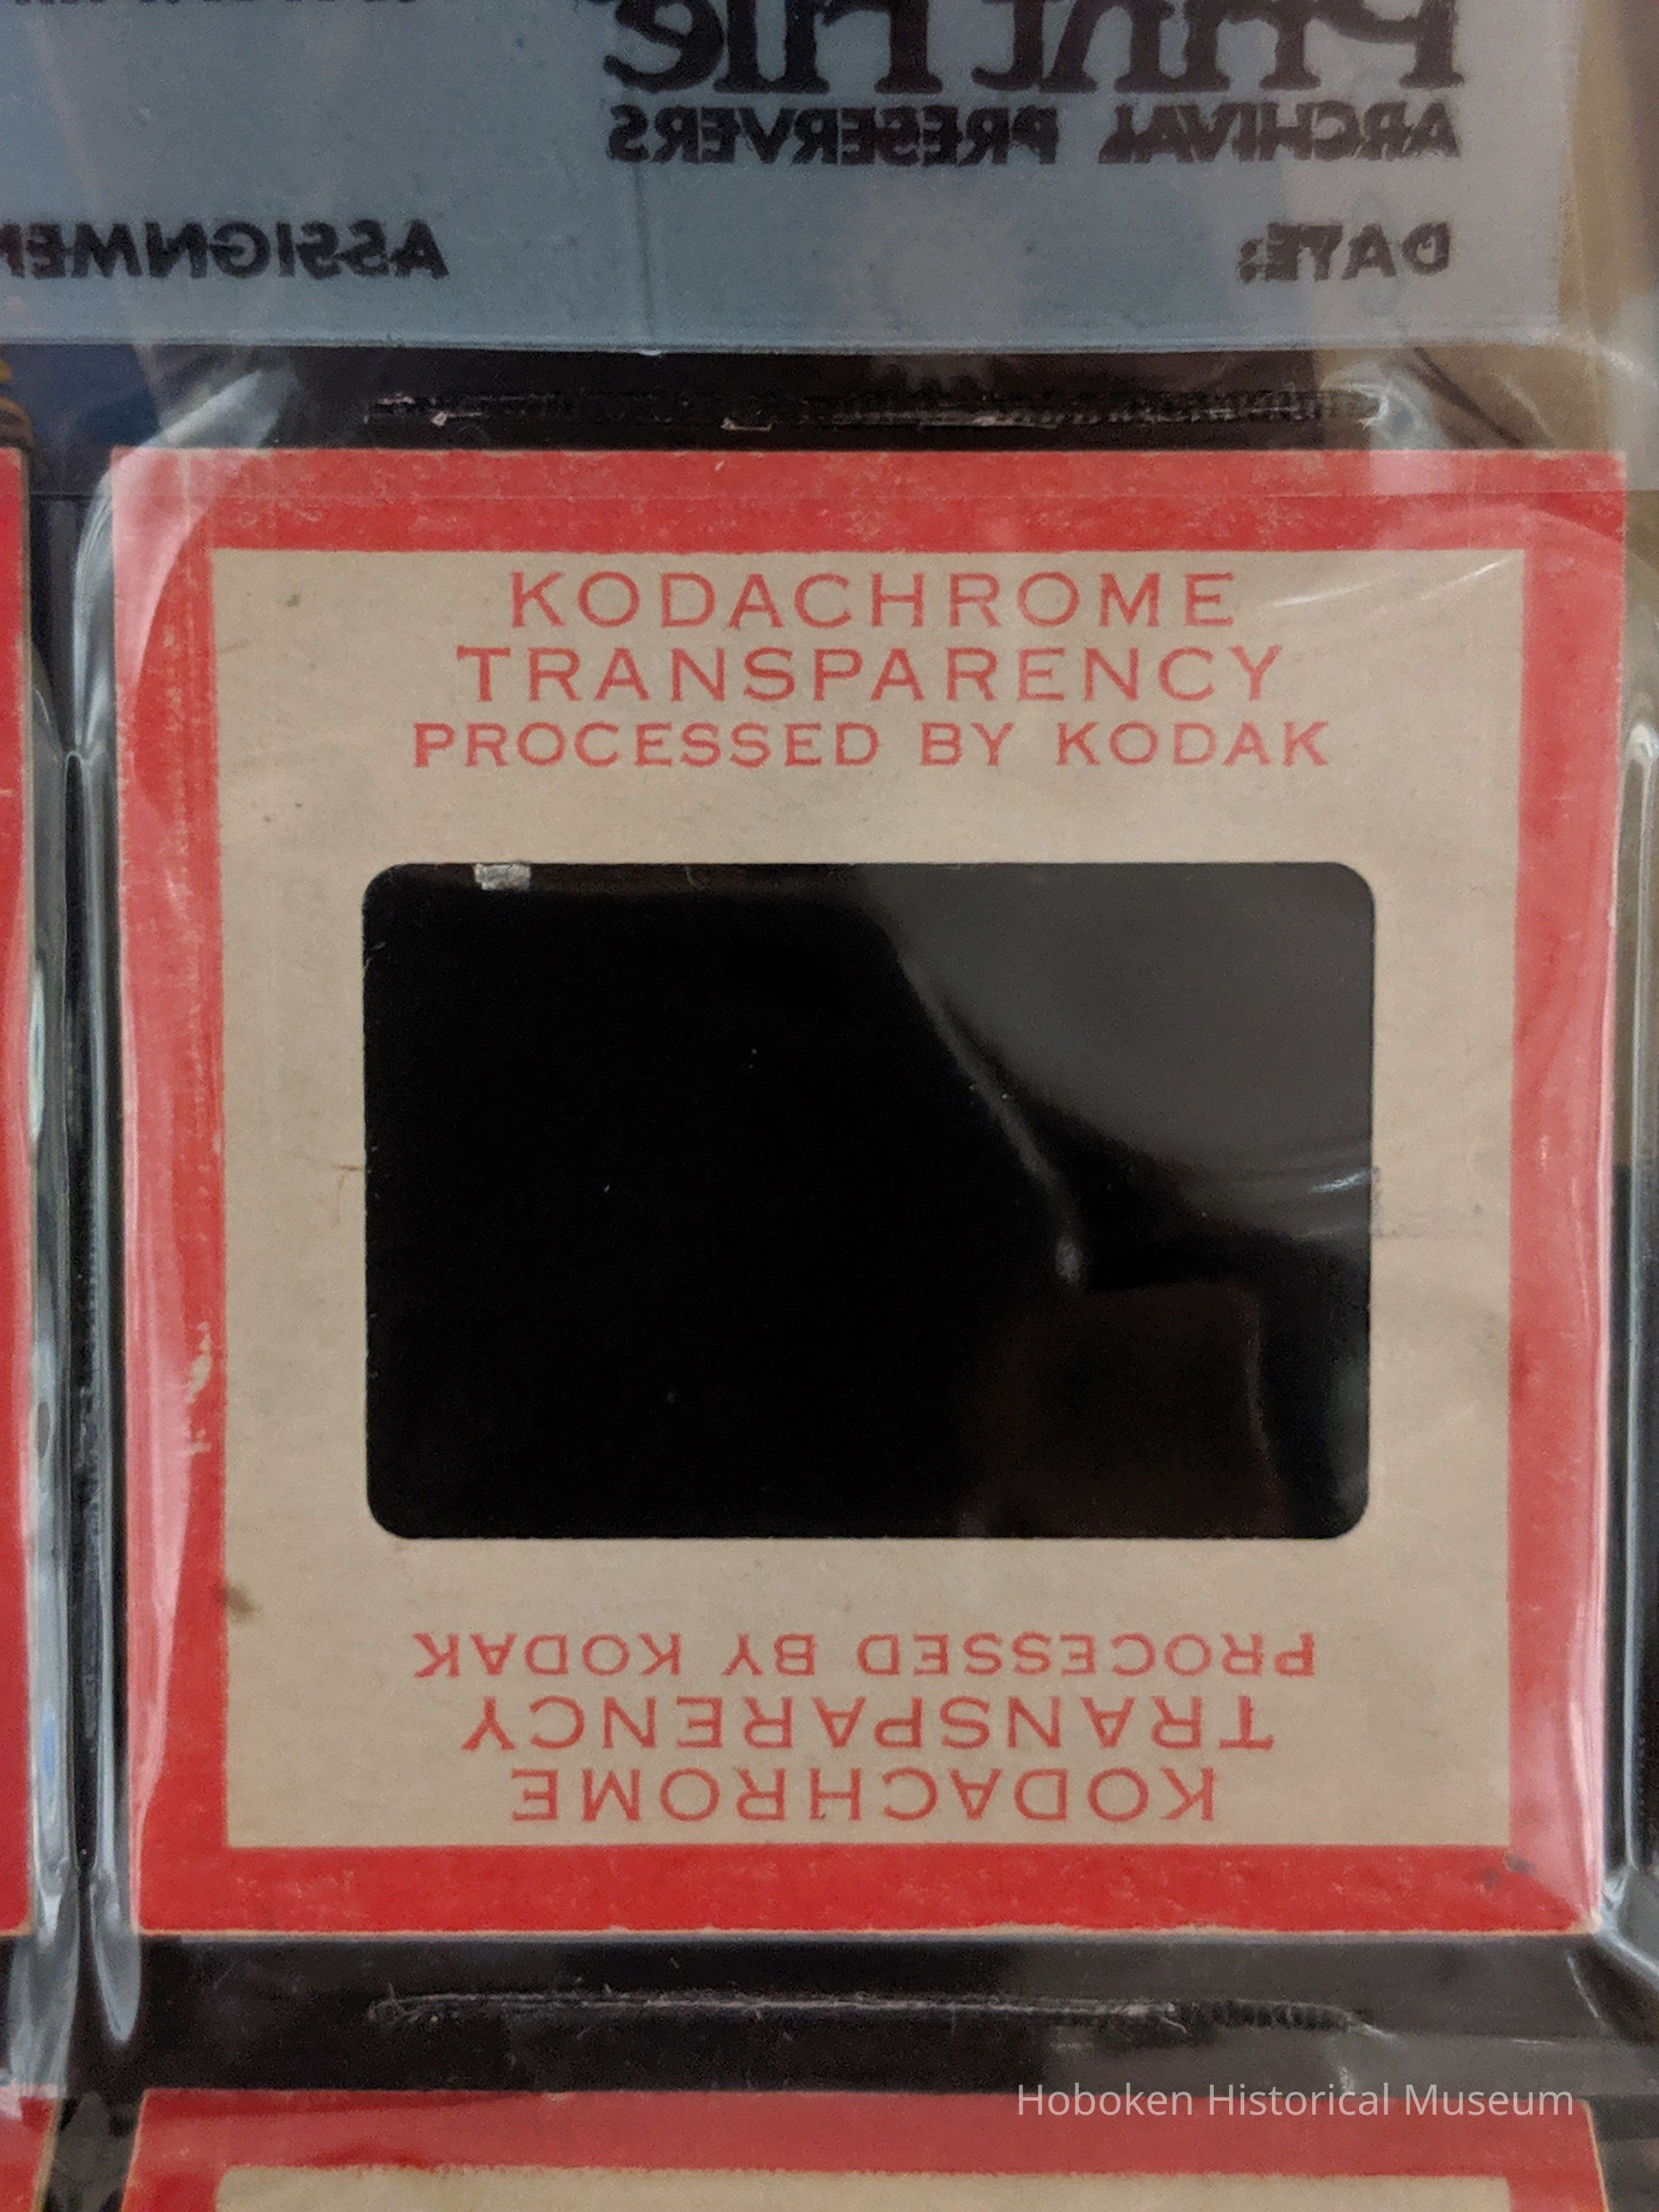 Print File
ARCHIVAL PRESERVERS
DATE:
KODACHROME
TRANSPARENCY
PROCESSED BY KODAK
PROCESSED BY KODAK
TRANSPARENCY
KODACHROME
Hoboken Historical Museum